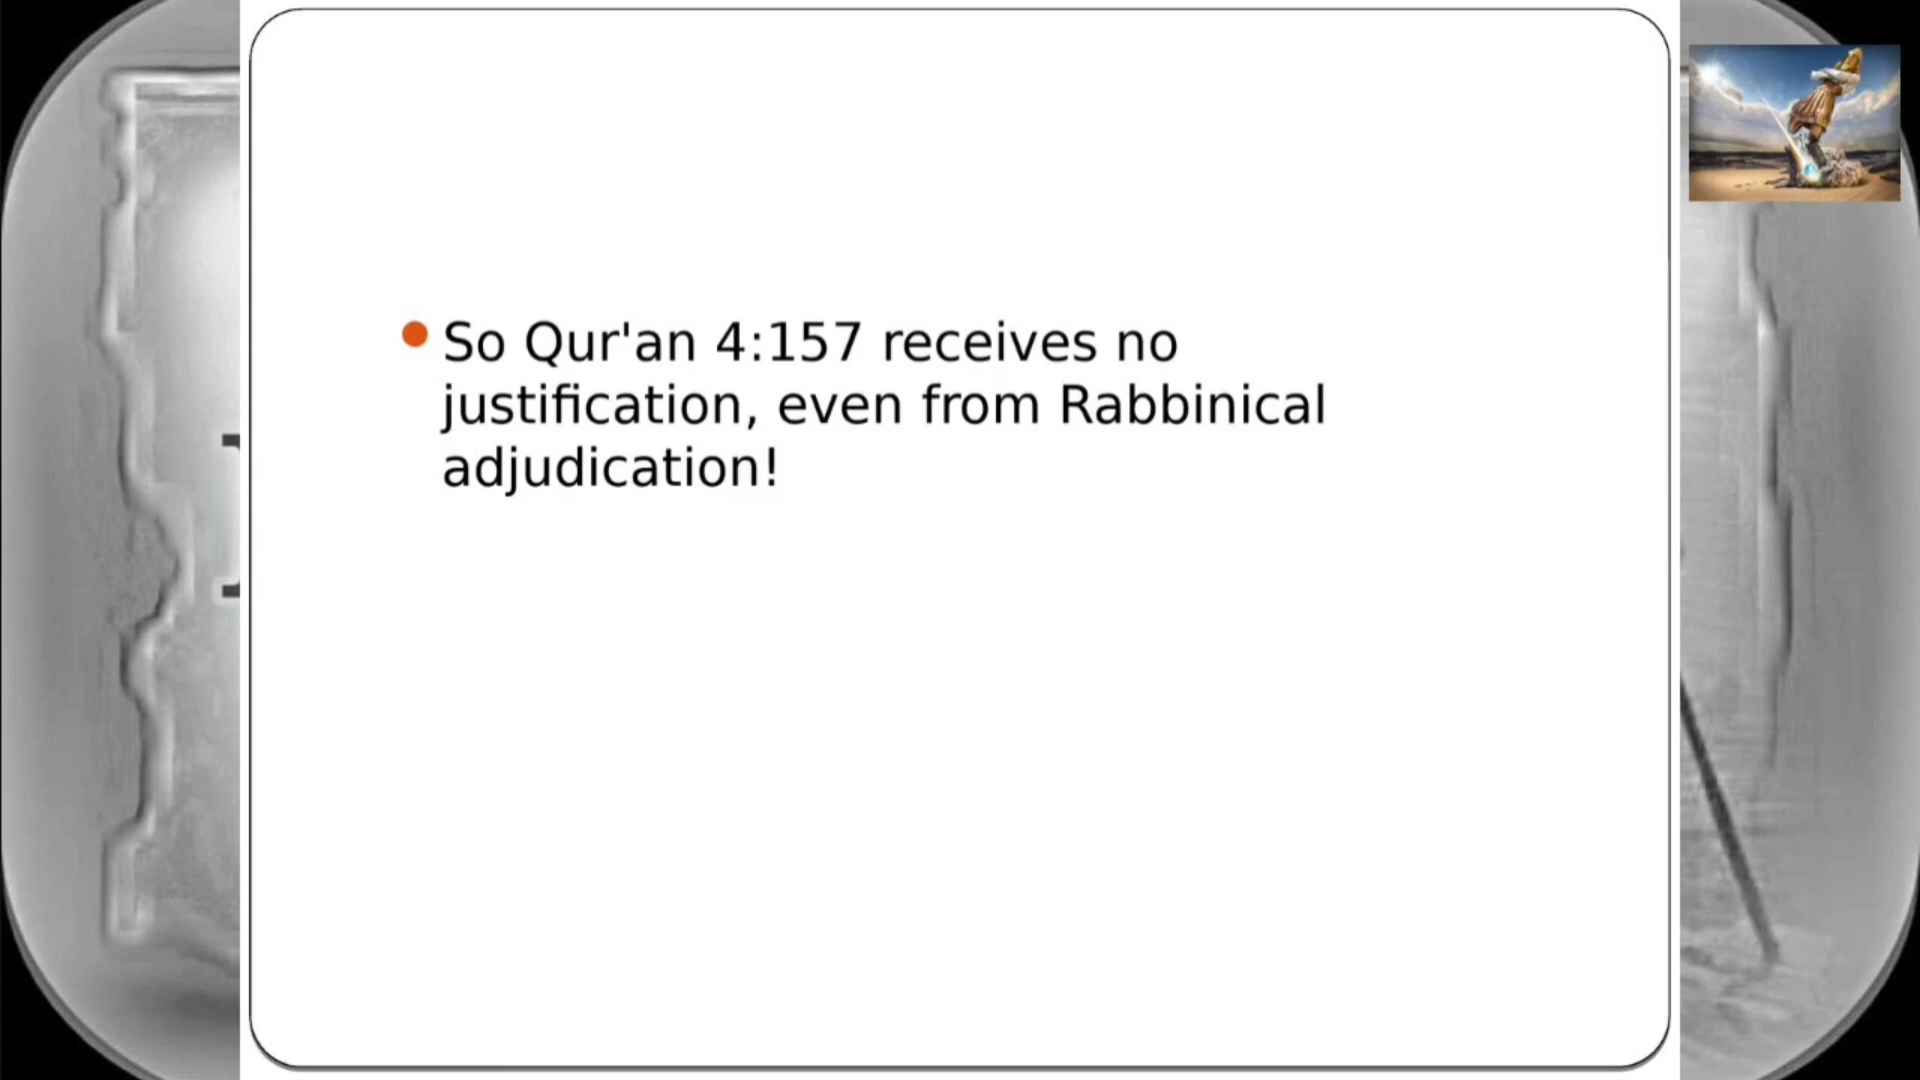 So Qur'an 4:157 receives no
justification, even from Rabbinical
adjudication!